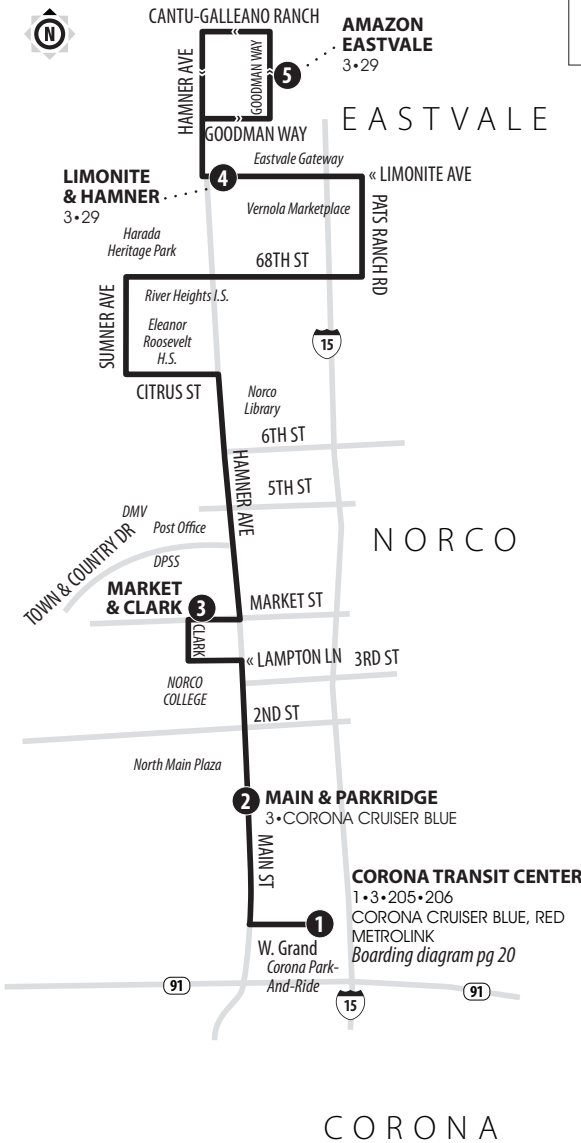 N
CANTU-GALLEANO RANCH
AMAZON
EASTVALE
3•29
HAMNER AVE
GOODMAN WAY
5
GOODMAN WAY
EASTVALE
Eastvale Gateway
LIMONITE
& HAMNER
3•29
4
« LIMONITE AVE
Vernola Marketplace
PATS RANCH RD
Harada
Heritage Park
68TH ST
SUMNER AVE
River Heights I.S.
Eleanor
Roosevelt
H.S.
15
CITRUS ST
Norco
Library
6TH ST
HAMNER AVE
5TH ST
DMV
Post Office
NORCO
TOWN & COUNTRY DR
DPSS
MARKET
& CLARK
3
MARKET ST
CLARK
« LAMPTON LN
3RD ST
NORCO
COLLEGE
2ND ST
North Main Plaza
2
MAIN & PARKRIDGE
3•CORONA CRUISER BLUE
MAIN ST
CORONA TRANSIT CENTER
1•3•205•206
CORONA CRUISER BLUE, RED
METROLINK
Boarding diagram pg 20
1
W. Grand
Corona Park-
And-Ride
91
15
91
CORONA